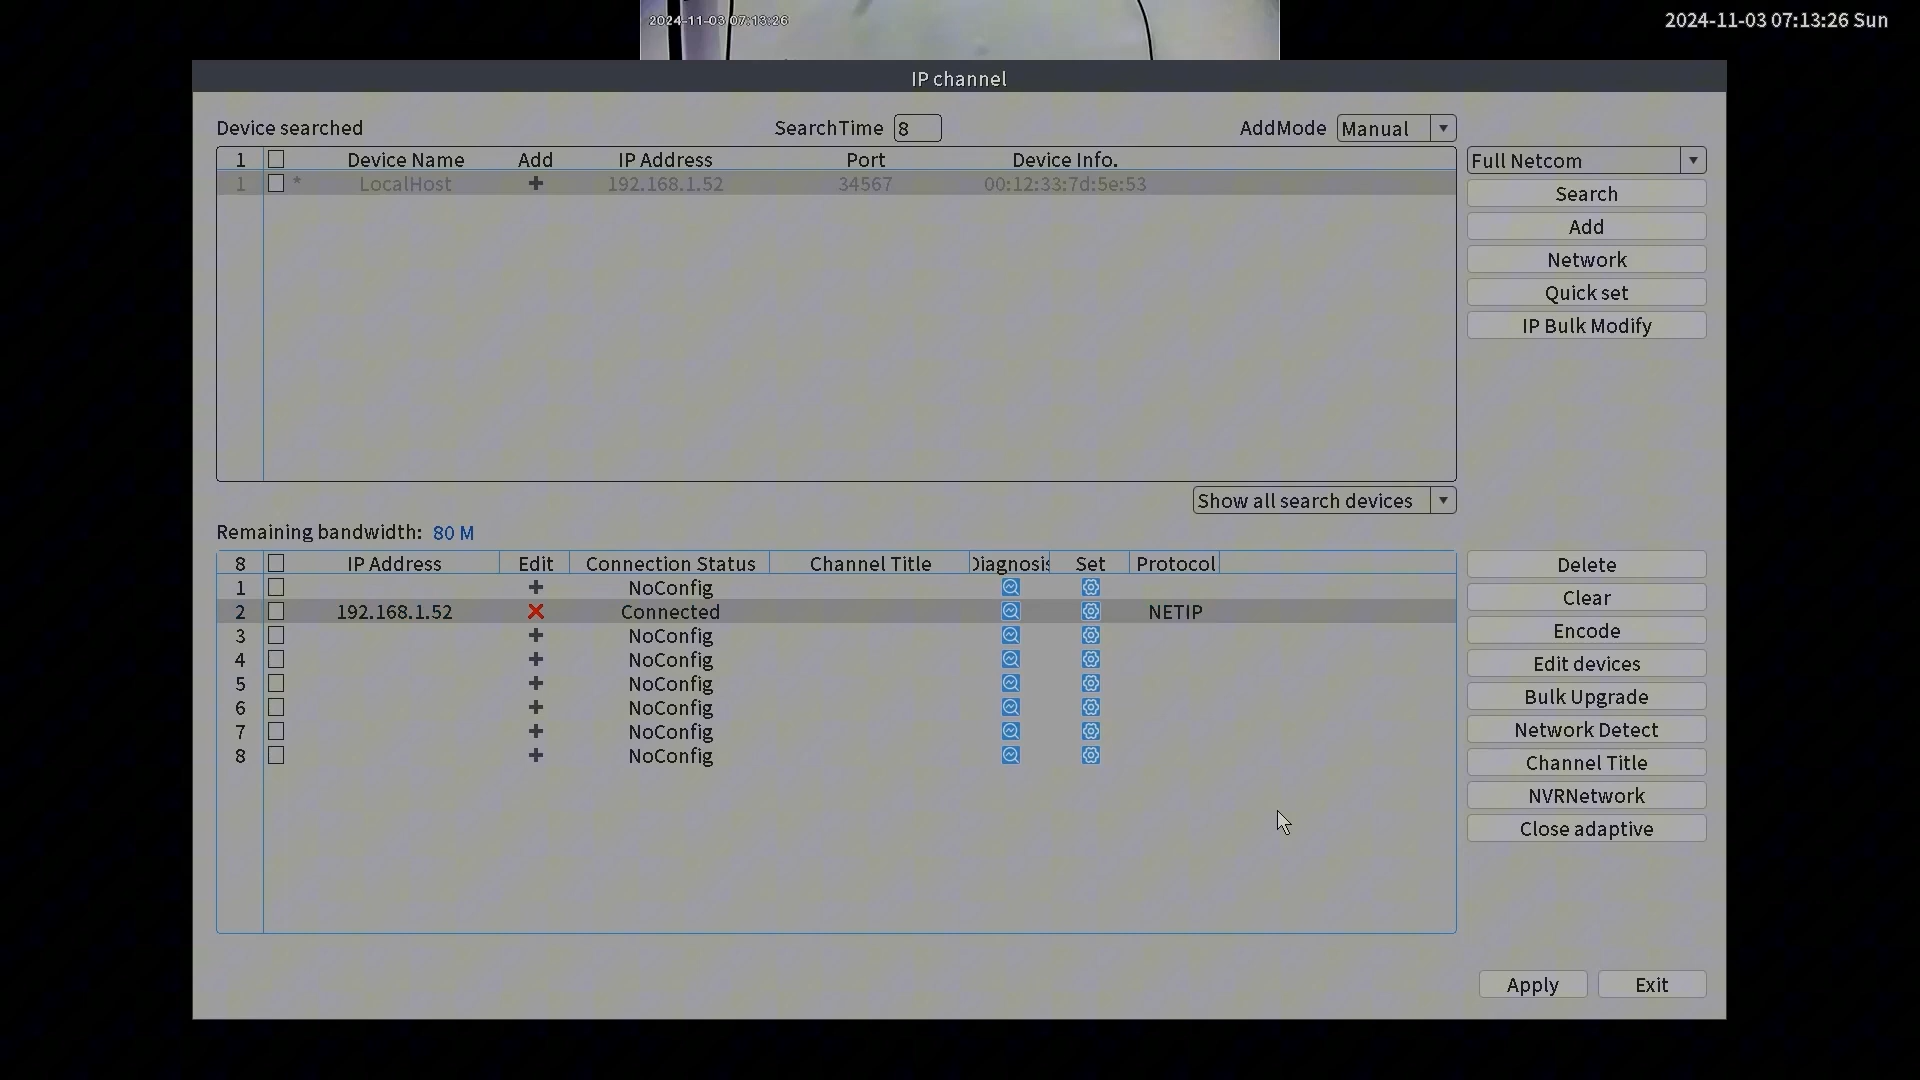 2024-11-03 07:13:26
2024-11-03 07:13:26 Sun
IP channel
Device searched
SearchTime 8
AddMode Manual
1 Device Name Add IP Address Port Device Info.
1 * LocalHost 192.168.1.52 34567 00:12:33:7d:5e:53
Full Netcom
Search
Add
Network
Quick set
IP Bulk Modify
Show all search devices
Remaining bandwidth: 80 M
8 IP Address Edit Connection Status Channel Title Diagnosis Set Protocol
1 NoConfig
2 192.168.1.52 Connected NETIP
3 NoConfig
4 NoConfig
5 NoConfig
6 NoConfig
7 NoConfig
8 NoConfig
Delete
Clear
Encode
Edit devices
Bulk Upgrade
Network Detect
Channel Title
NVRNetwork
Close adaptive
Apply
Exit